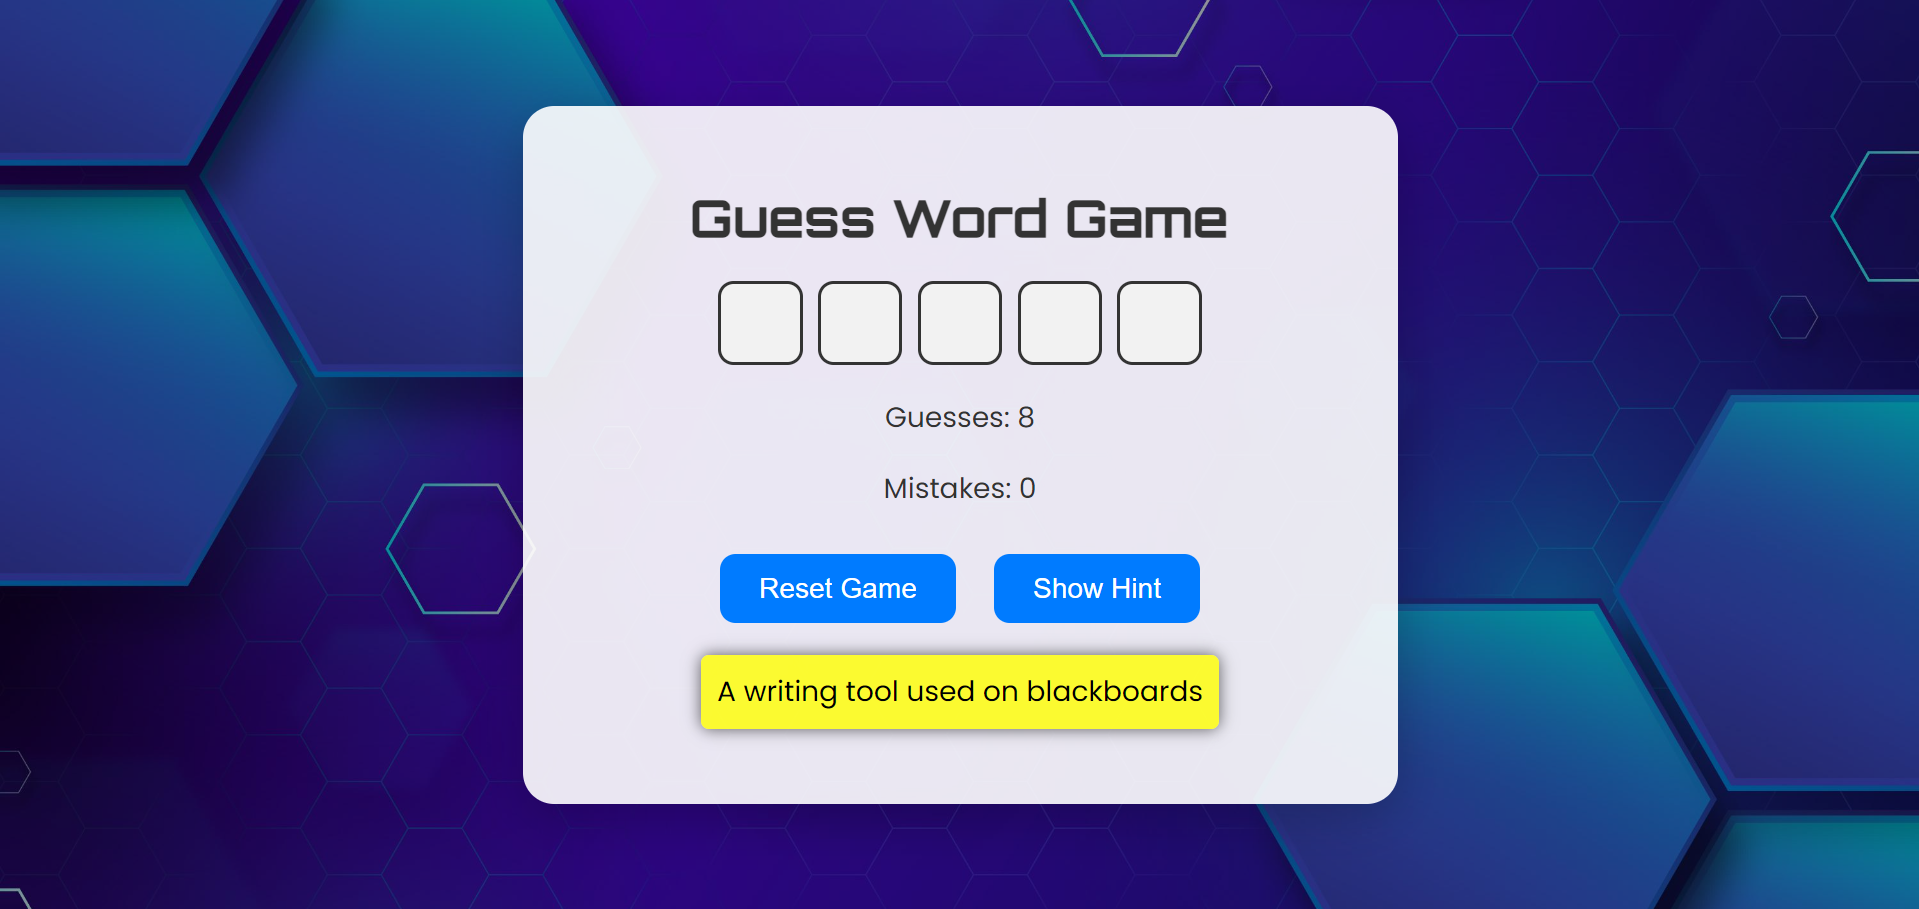 Guess Word Game
Guesses: 8
Mistakes: 0
Reset Game Show Hint
A writing tool used on blackboards